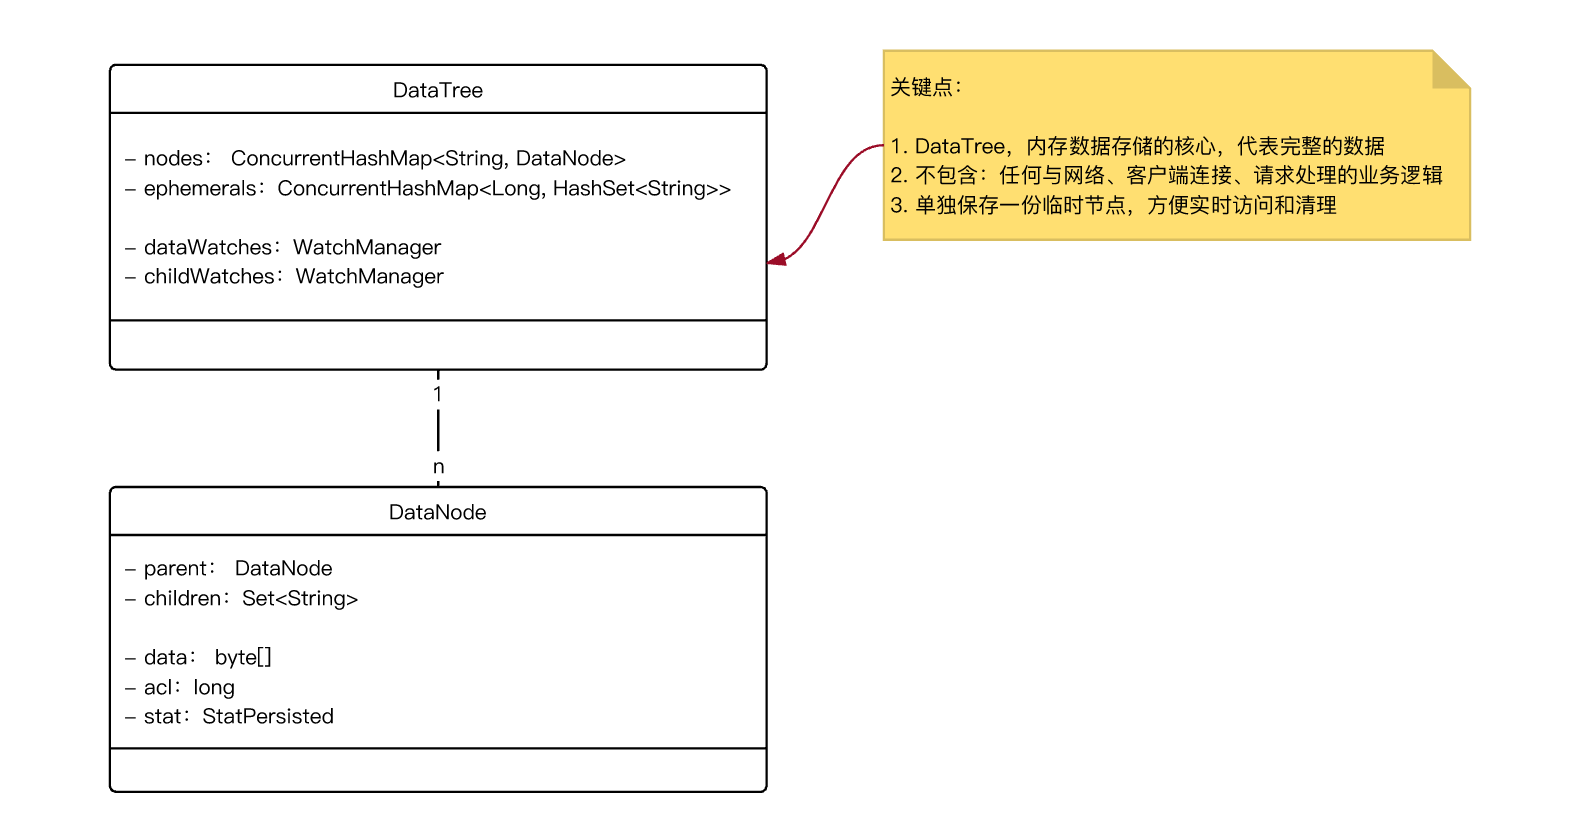 DataTree
- nodes： ConcurrentHashMap<String, DataNode>
- ephemerals：ConcurrentHashMap<Long, HashSet<String>>
- dataWatches：WatchManager
- childWatches：WatchManager
关键点：
1. DataTree，内存数据存储的核心，代表完整的数据
2. 不包含：任何与网络、客户端连接、请求处理的业务逻辑
3. 单独保存一份临时节点，方便实时访问和清理
1
n
DataNode
- parent： DataNode
- children：Set<String>
- data： byte[]
- acl：long
- stat：StatPersisted